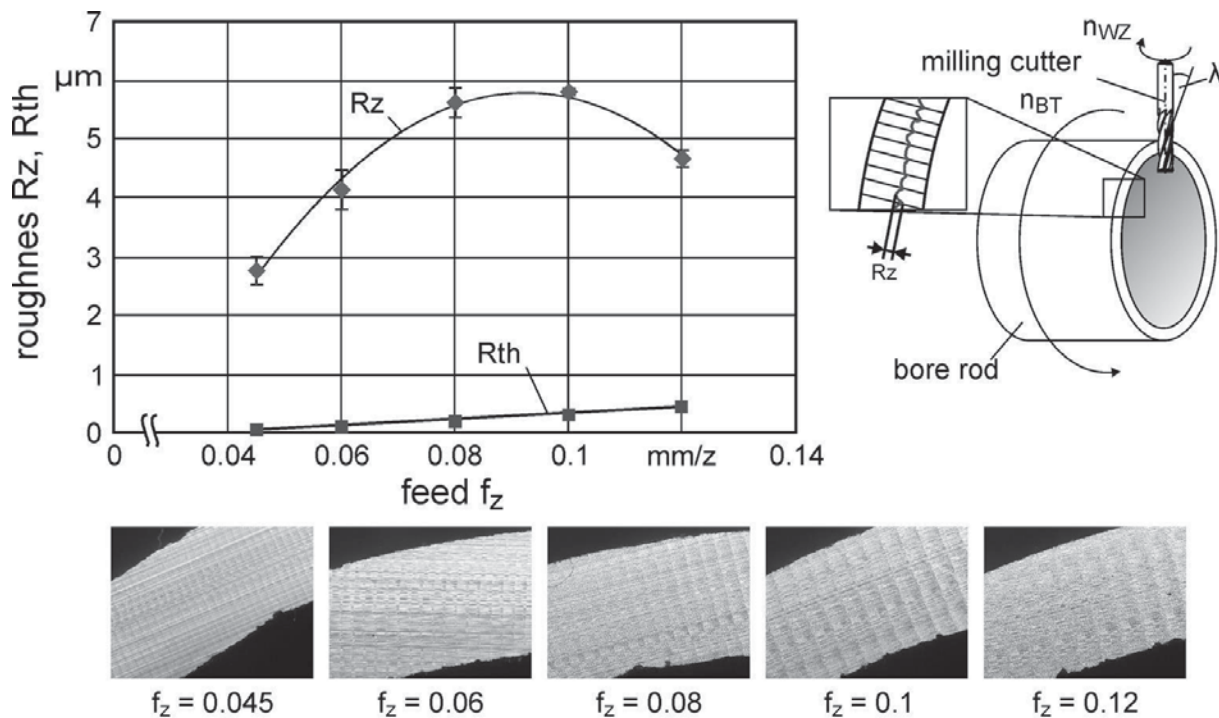 7
µm
5
4
3
2
1
0
roughnes Rz, Rth
Rz
Rth
0
0.04
0.06
0.08
0.1
mm/z
0.14
feed fz
nWZ
milling cutter
λ
nBT
Rz
bore rod
fz = 0.045
fz = 0.06
fz = 0.08
fz = 0.1
fz = 0.12